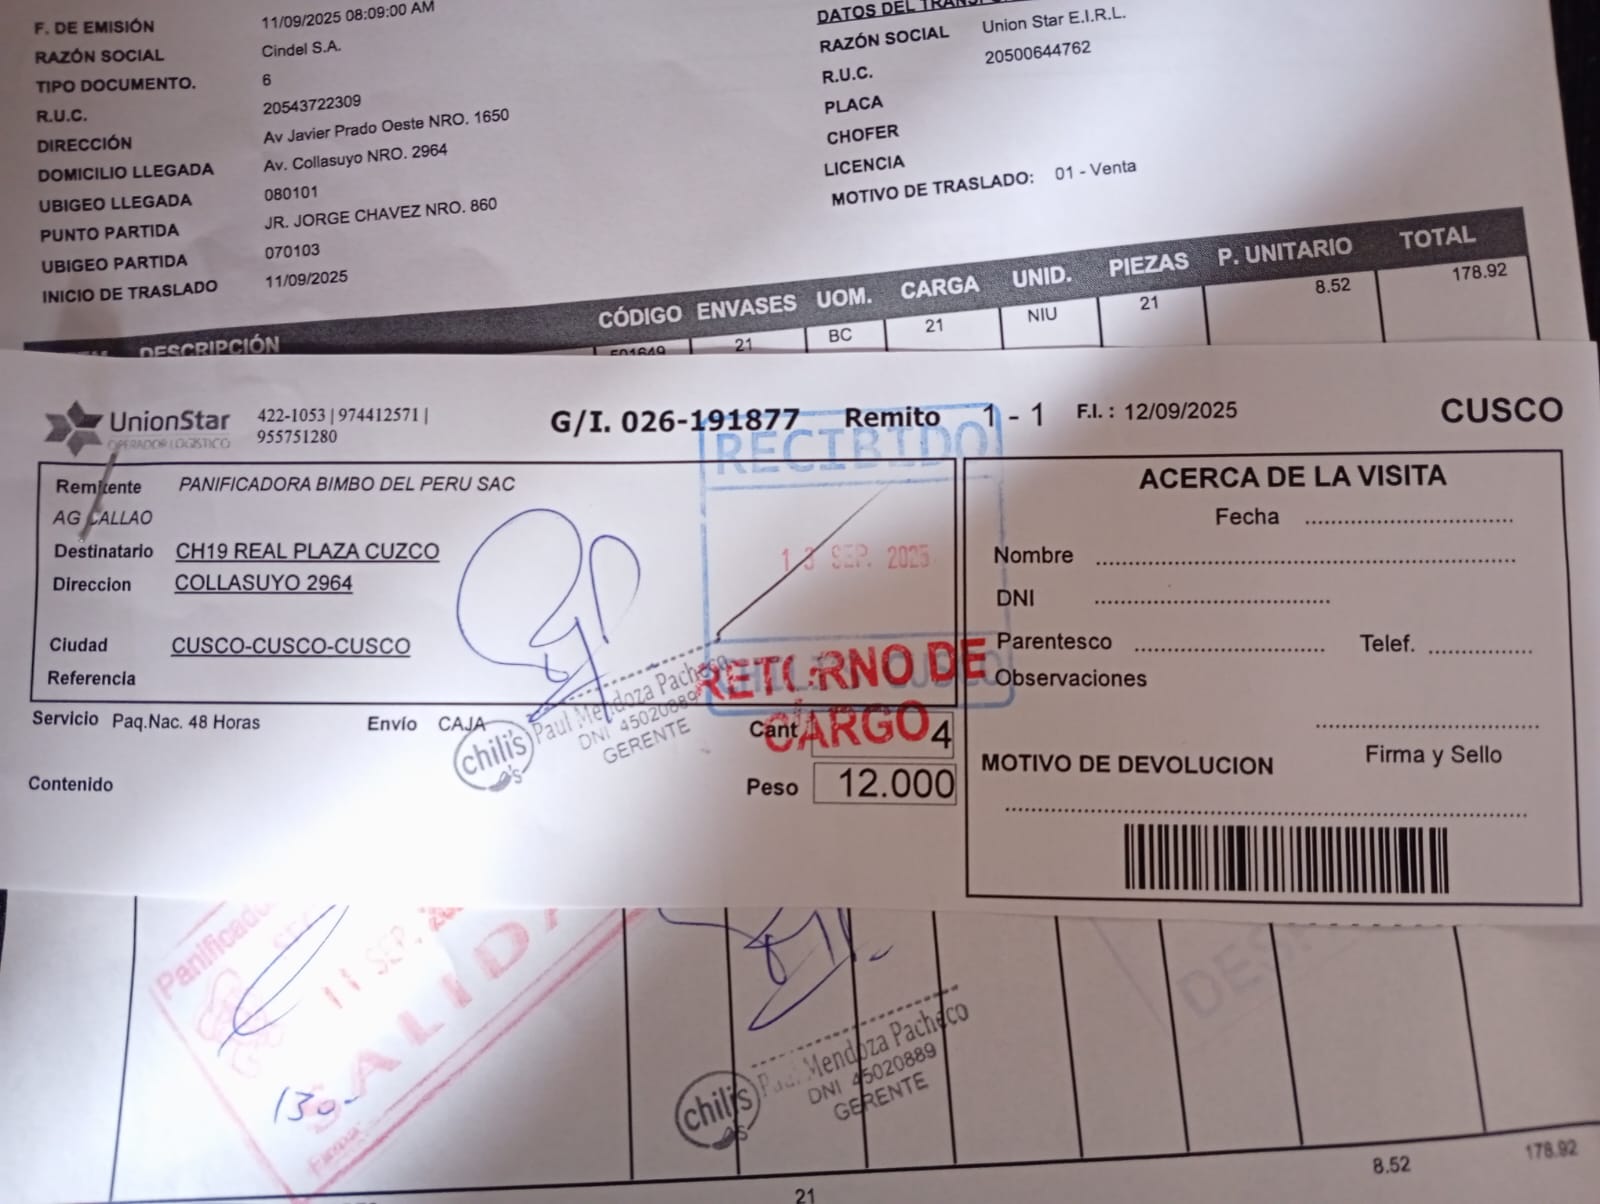 F. DE EMISIÓN 11/09/2025 08:09:00 AM
RAZÓN SOCIAL Cindel S.A.
TIPO DOCUMENTO. 6
R.U.C. 20543722309
DIRECCIÓN Av Javier Prado Oeste NRO. 1650
DOMICILIO LLEGADA Av. Collasuyo NRO. 2964
UBIGEO LLEGADA 080101
PUNTO PARTIDA JR. JORGE CHAVEZ NRO. 860
UBIGEO PARTIDA 070103
INICIO DE TRASLADO 11/09/2025
DATOS DEL
RAZÓN SOCIAL Union Star E.I.R.L.
R.U.C. 20500644762
PLACA
CHOFER
LICENCIA
MOTIVO DE TRASLADO: 01 - Venta
DESCRIPCIÓN CÓDIGO ENVASES UOM. CARGA UNID. PIEZAS P. UNITARIO TOTAL
21 BC 21 NIU 21 8.52 178.92
UnionStar
OPERADOR LOGÍSTICO
422-1053 | 974412571 |
955751280
G/I. 026-191877 Remito 1 - 1 F.I. : 12/09/2025 CUSCO
Remitente PANIFICADORA BIMBO DEL PERU SAC
AG CALLAO
Destinatario CH19 REAL PLAZA CUZCO
Direccion COLLASUYO 2964
Ciudad CUSCO-CUSCO-CUSCO
Referencia
Servicio Paq.Nac. 48 Horas Envío CAJA Cant 4
Contenido Peso 12.000
RECIBIDO
13 SEP. 2025
CUSCO
RETORNO DE
CARGO
chili's Paul Mendoza Pacheco
DNI 45020889
GERENTE
ACERCA DE LA VISITA
Fecha
Nombre
DNI
Parentesco Telef.
Observaciones
Firma y Sello
MOTIVO DE DEVOLUCION
Panificado
11 SEP.
SALIDA
130
chili's Paul Mendoza Pacheco
DNI 45020889
GERENTE
21 8.52 178.92